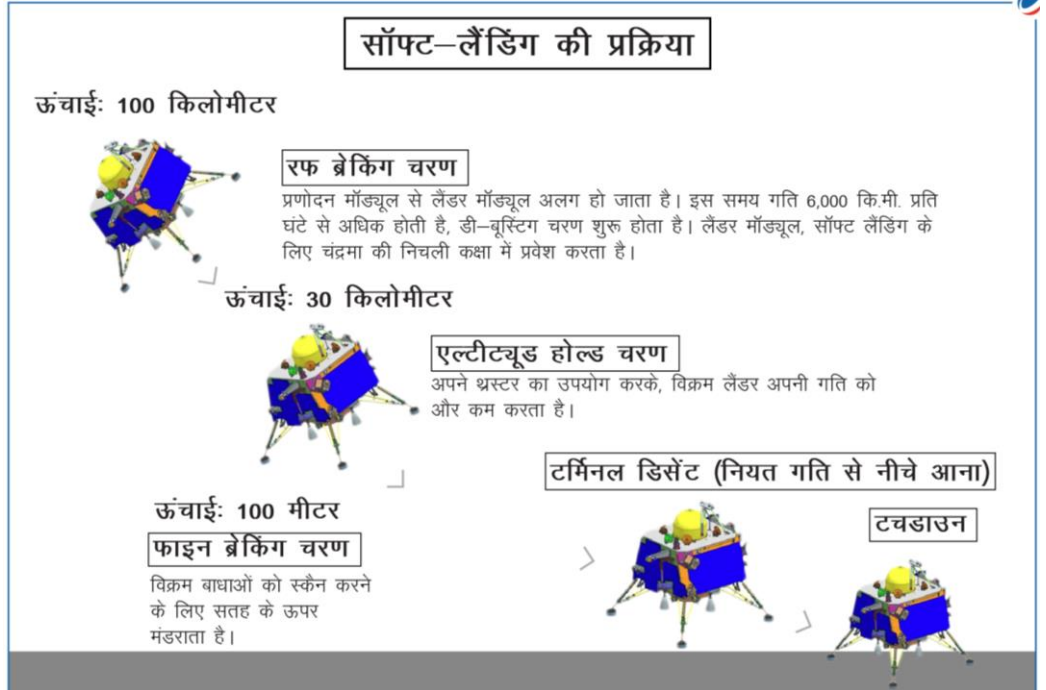 सॉफ्ट–लैंडिंग की प्रक्रिया
ऊंचाईः 100 किलोमीटर
रफ ब्रेकिंग चरण
प्रणोदन मॉड्यूल से लैंडर मॉड्यूल अलग हो जाता है। इस समय गति 6,000 कि.मी. प्रति
घंटे से अधिक होती है, डी–बूस्टिंग चरण शुरू होता है। लैंडर मॉड्यूल, सॉफ्ट लैंडिंग के
लिए चंद्रमा की निचली कक्षा में प्रवेश करता है।
ऊंचाईः 30 किलोमीटर
एल्टीट्यूड होल्ड चरण
अपने थ्रस्टर का उपयोग करके, विक्रम लैंडर अपनी गति को
और कम करता है।
ऊंचाईः 100 मीटर
फाइन ब्रेकिंग चरण
विक्रम बाधाओं को स्कैन करने
के लिए सतह के ऊपर
मंडराता है।
टर्मिनल डिसेंट (नियत गति से नीचे आना)
टचडाउन